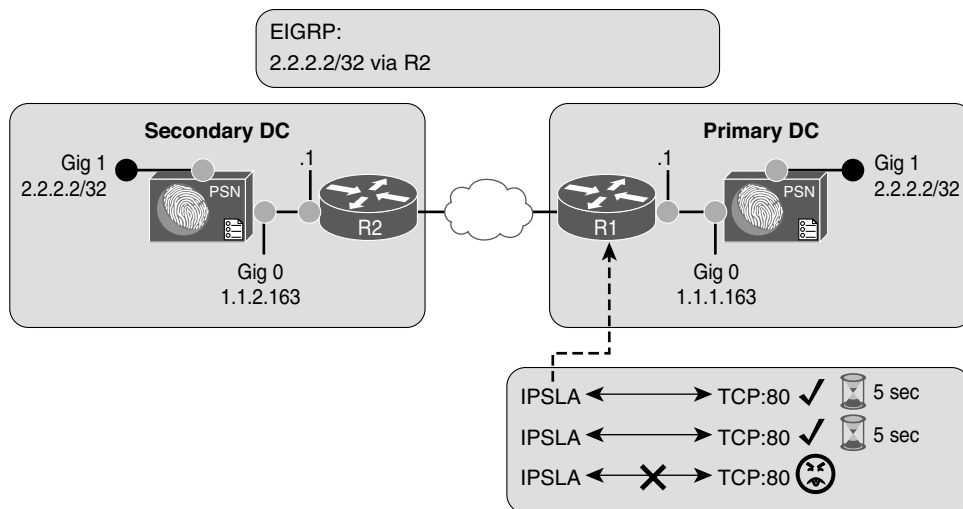 EIGRP:
2.2.2.2/32 via R2
Secondary DC
Gig 1
2.2.2.2/32
PSN
.1
R2
Gig 0
1.1.2.163
Primary DC
.1
R1
PSN
Gig 1
2.2.2.2/32
Gig 0
1.1.1.163
IPSLA TCP:80 5 sec
IPSLA TCP:80 5 sec
IPSLA TCP:80